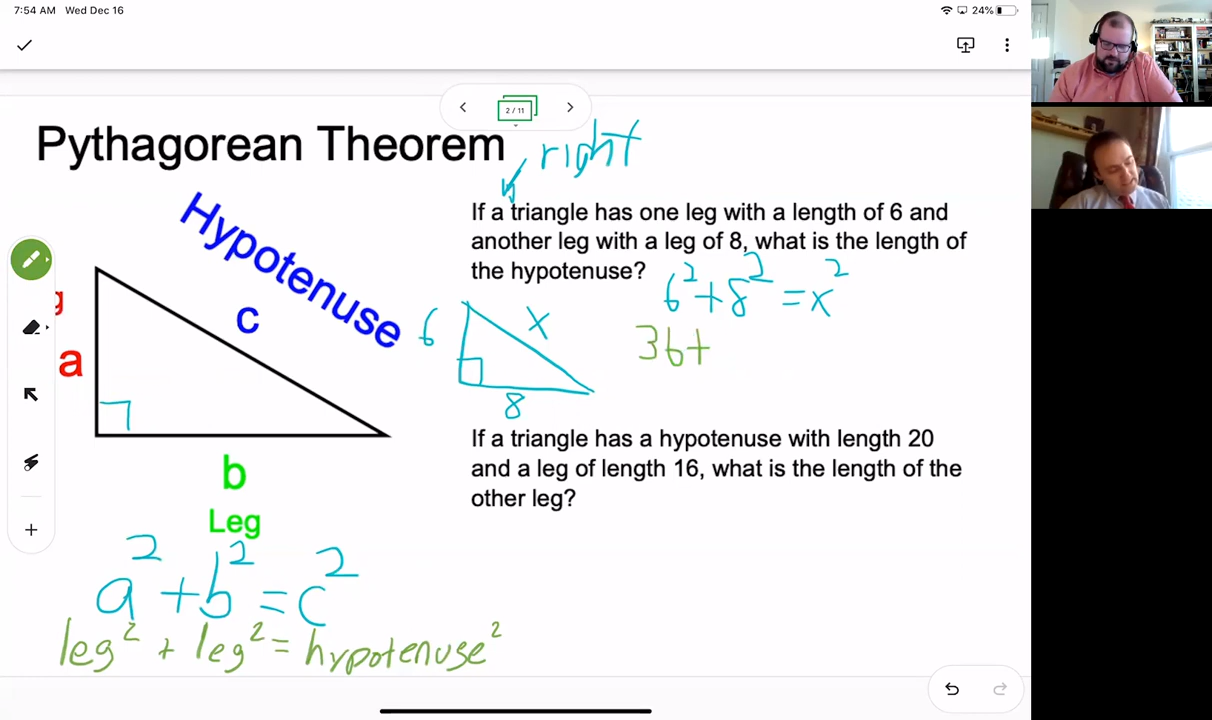 7:54 AM Wed Dec 16
24%
2 / 11
Pythagorean Theorem
right
Hypotenuse
c
g
a
b
Leg
a² + b² = c²
leg² + leg² = hypotenuse²
If a triangle has one leg with a length of 6 and
another leg with a leg of 8, what is the length of
the hypotenuse?
6² + 8² = x²
36+
6
x
8
If a triangle has a hypotenuse with length 20
and a leg of length 16, what is the length of the
other leg?